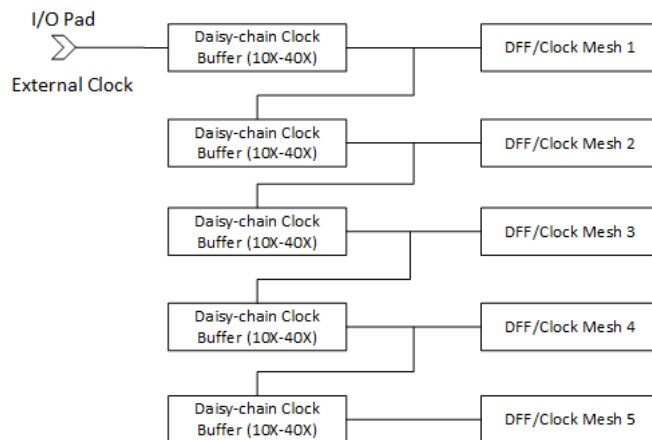 I/O Pad
External Clock
Daisy-chain Clock
Buffer (10X-40X)
DFF/Clock Mesh 1
Daisy-chain Clock
Buffer (10X-40X)
DFF/Clock Mesh 2
Daisy-chain Clock
Buffer (10X-40X)
DFF/Clock Mesh 3
Daisy-chain Clock
Buffer (10X-40X)
DFF/Clock Mesh 4
Daisy-chain Clock
Buffer (10X-40X)
DFF/Clock Mesh 5